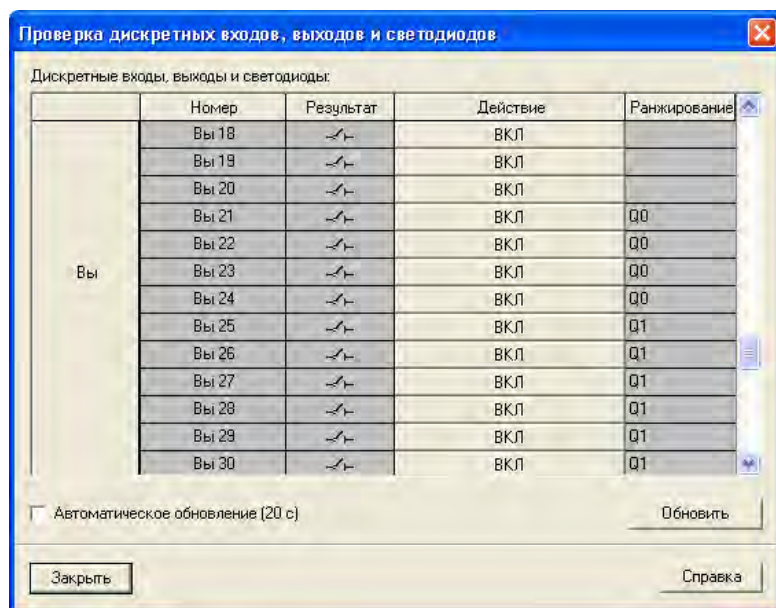 Проверка дискретных входов, выходов и светодиодов
Дискретные входы, выходы и светодиоды:
Номер Результат Действие Ранжирование
Вы 18 ВКЛ
Вы 19 ВКЛ
Вы 20 ВКЛ
Вы 21 ВКЛ Q0
Вы 22 ВКЛ Q0
Вы Вы 23 ВКЛ Q0
Вы 24 ВКЛ Q0
Вы 25 ВКЛ Q1
Вы 26 ВКЛ Q1
Вы 27 ВКЛ Q1
Вы 28 ВКЛ Q1
Вы 29 ВКЛ Q1
Вы 30 ВКЛ Q1
Автоматическое обновление (20 с) Обновить
Закрыть Справка